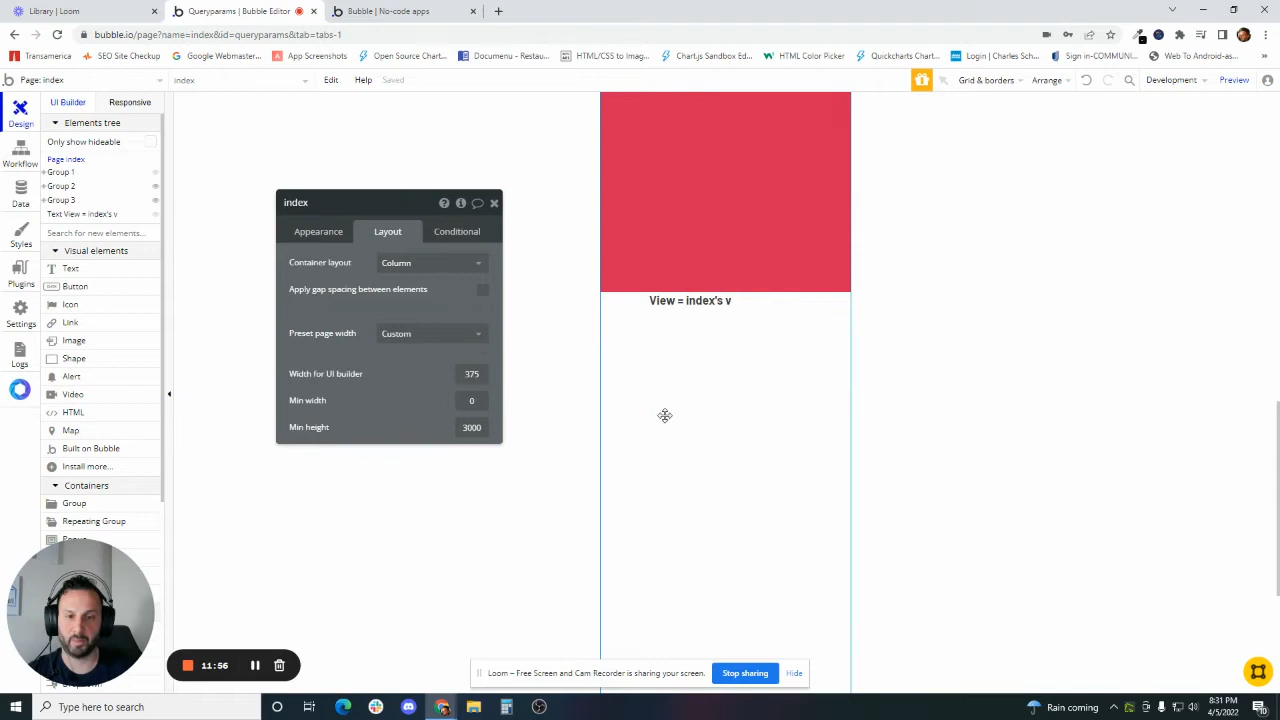 Library | Loom
Queryparams | Bubble Editor
Bubble | No-code apps
bubble.io/page?name=index&id=queryparams&tab=tabs-1
Transamerica
SEO Site Checkup
Google Webmaster...
App Screenshots
Open Source Chart...
Documenu - Restau...
HTML/CSS to Imag...
Chart.js Sandbox
HTML Color Picker
Quickcharts Chart...
Login | Charles Sch...
Sign in-COMMUNI...
Web To Android-as...
Page: index
index
Edit
Help
Saved
Grid & borders
Arrange
Development
Preview
Design
Workflow
Data
Styles
Plugins
Settings
Logs
UI Builder
Responsive
Elements tree
Only show hideable
Page index
Group 1
Group 2
Group 3
Text View = index's v
Search for new elements...
Visual elements
Text
Button
Icon
Link
Image
Shape
Alert
Video
HTML
Map
Built on Bubble
Install more...
Containers
Group
Repeating Group
index
Appearance
Layout
Conditional
Container layout
Column
Apply gap spacing between elements
Preset page width
Custom
Width for UI builder
375
Min width
0
Min height
3000
View = index's v
11:56
Loom – Free Screen and Cam Recorder is sharing your screen.
Stop sharing
Hide
Type here to search
Rain coming
8:31 PM
4/5/2022